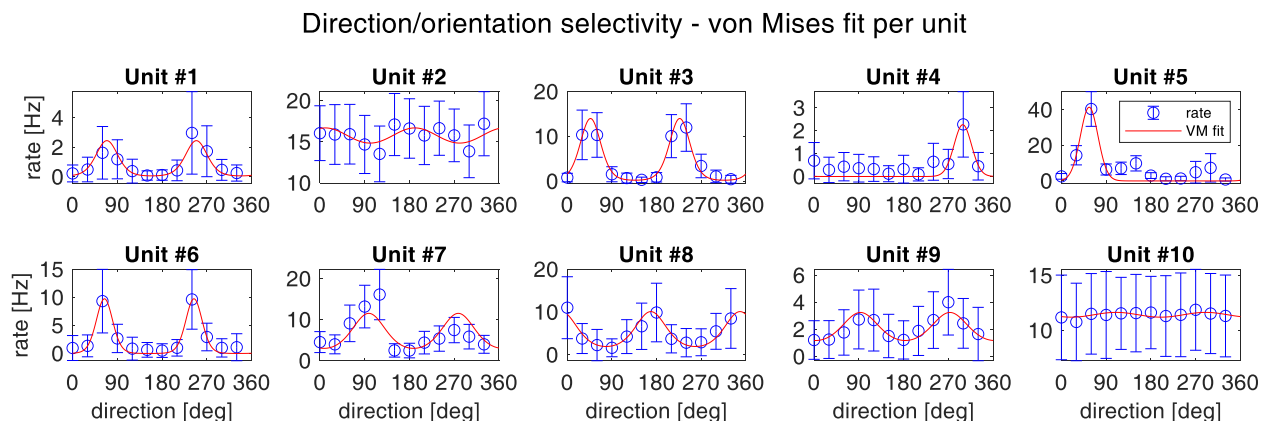 Direction/orientation selectivity - von Mises fit per unit
Unit #1
Unit #2
Unit #3
Unit #4
Unit #5
rate [Hz]
4
2
0
20
15
10
20
10
0
3
2
1
0
40
20
0
rate
VM fit
0 90 180 270 360
0 90 180 270 360
0 90 180 270 360
0 90 180 270 360
0 90 180 270 360
Unit #6
Unit #7
Unit #8
Unit #9
Unit #10
rate [Hz]
15
10
5
0
20
10
0
20
10
0
6
4
2
0
15
10
0 90 180 270 360
0 90 180 270 360
0 90 180 270 360
0 90 180 270 360
0 90 180 270 360
direction [deg]
direction [deg]
direction [deg]
direction [deg]
direction [deg]